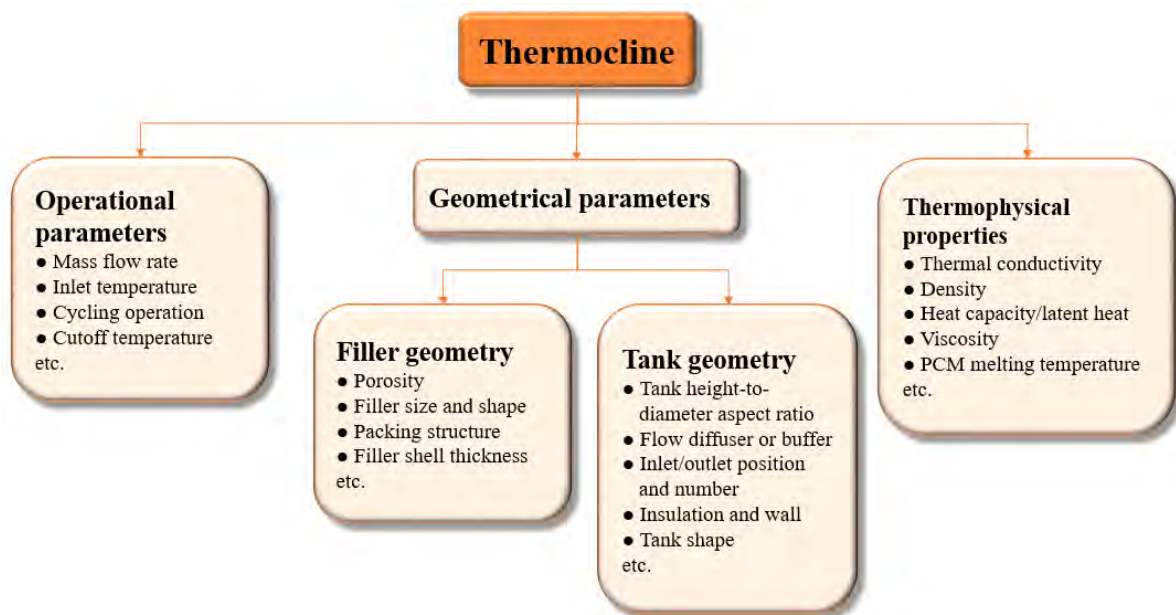 Thermocline
Operational
parameters
● Mass flow rate
● Inlet temperature
● Cycling operation
● Cutoff temperature
etc.
Geometrical parameters
Filler geometry
● Porosity
● Filler size and shape
● Packing structure
● Filler shell thickness
etc.
Tank geometry
● Tank height-to-
diameter aspect ratio
● Flow diffuser or buffer
● Inlet/outlet position
and number
● Insulation and wall
● Tank shape
etc.
Thermophysical
properties
● Thermal conductivity
● Density
● Heat capacity/latent heat
● Viscosity
● PCM melting temperature
etc.